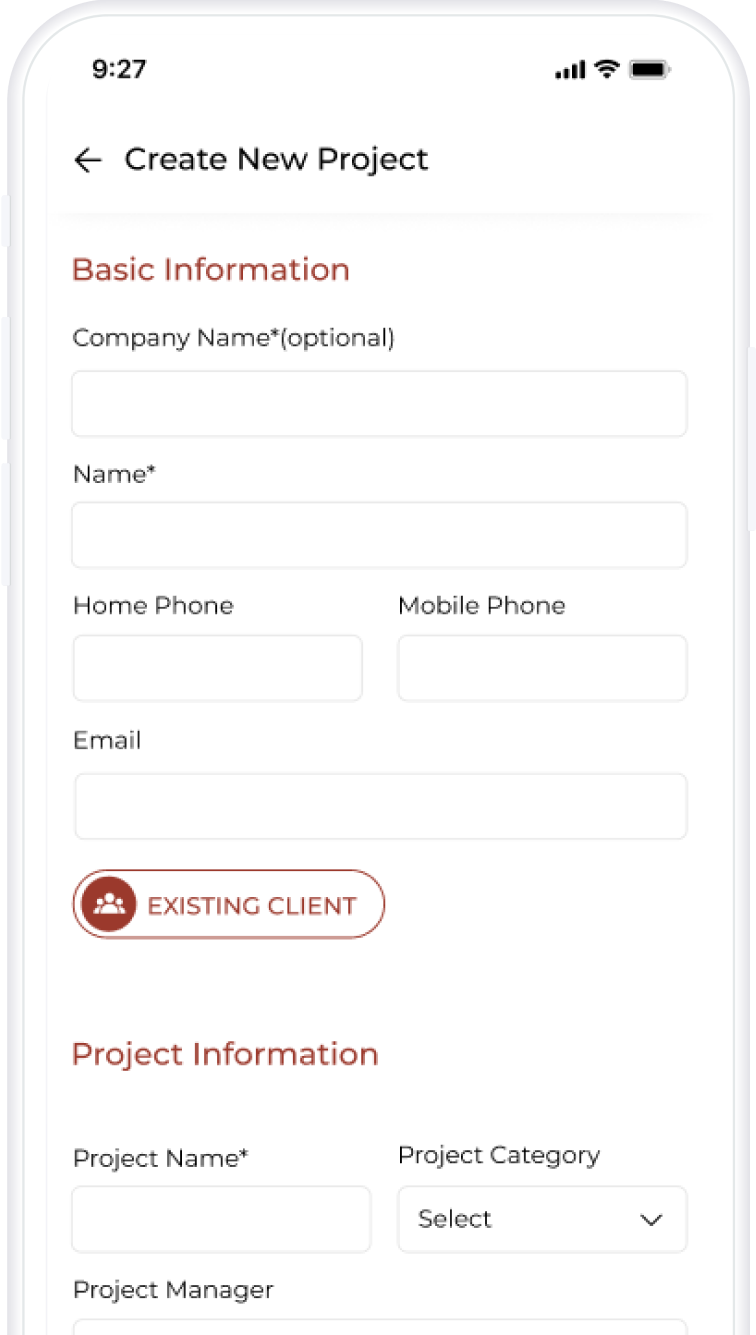 9:27
Create New Project
Basic Information
Company Name*(optional)
Name*
Home Phone
Mobile Phone
Email
EXISTING CLIENT
Project Information
Project Name*
Project Category
Select
Project Manager